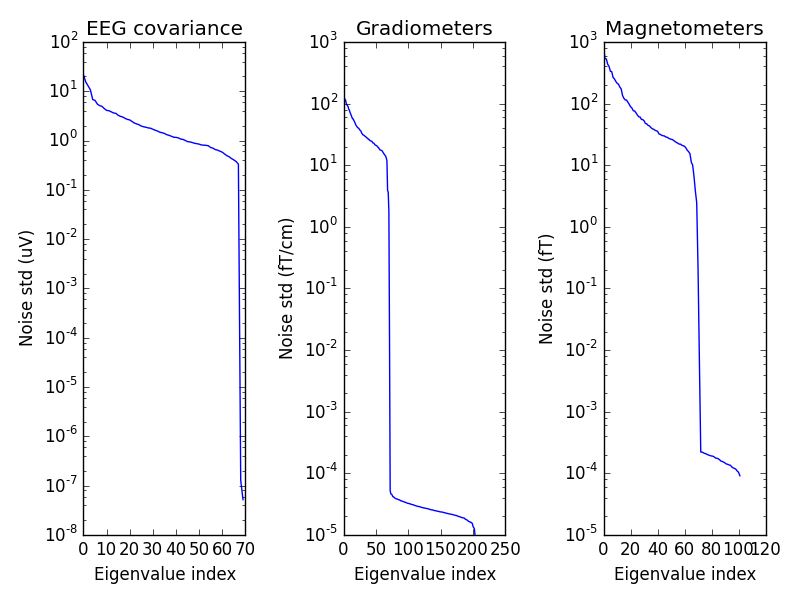 EEG covariance
Noise std (uV)
10^2
10^1
10^0
10^-1
10^-2
10^-3
10^-4
10^-5
10^-6
10^-7
10^-8
0 10 20 30 40 50 60 70
Eigenvalue index
Gradiometers
Noise std (fT/cm)
10^3
10^2
10^1
10^0
10^-1
10^-2
10^-3
10^-4
10^-5
0 50 100 150 200 250
Eigenvalue index
Magnetometers
Noise std (fT)
10^3
10^2
10^1
10^0
10^-1
10^-2
10^-3
10^-4
10^-5
0 20 40 60 80 100 120
Eigenvalue index